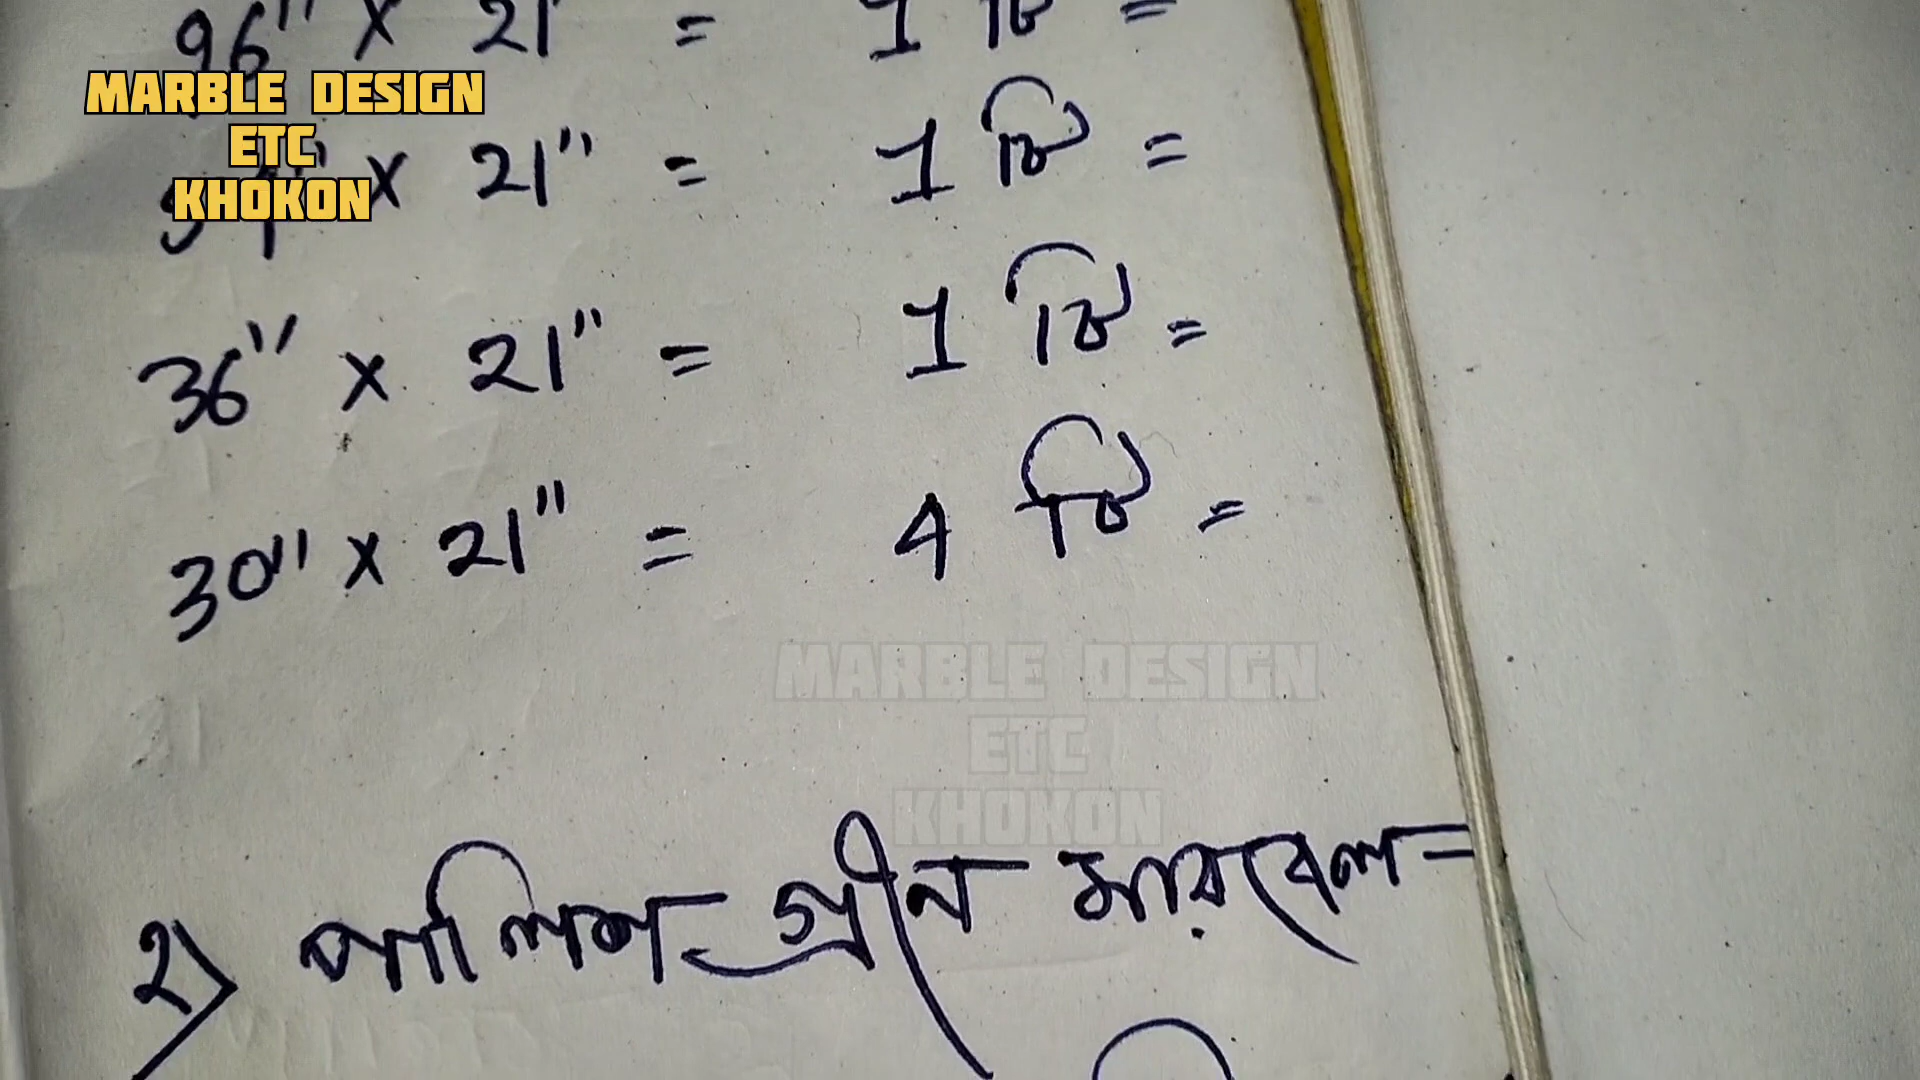 96" × 21 = 1 টি =
MARBLE DESIGN
ETC
KHOKON
× 21" = 1 টি =
36" × 21" = 1 টি =
30" × 21" = 4 টি =
MARBLE DESIGN
ETC
KHOKON
২) পালিশ গ্রীন মারবেল =